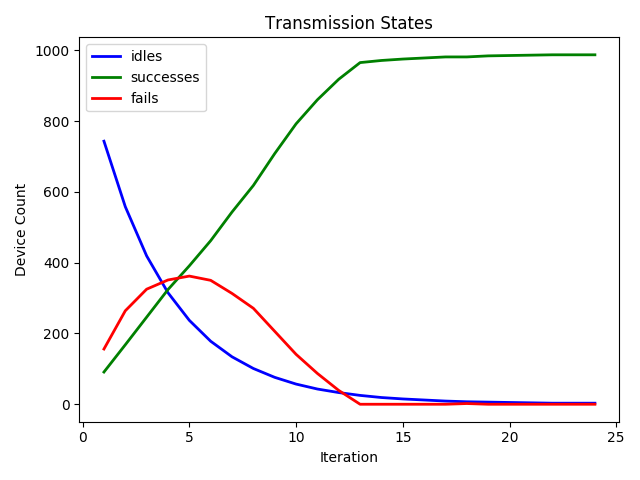 Transmission States
idles
successes
fails
Device Count
1000
800
600
400
200
0
0 5 10 15 20 25
Iteration